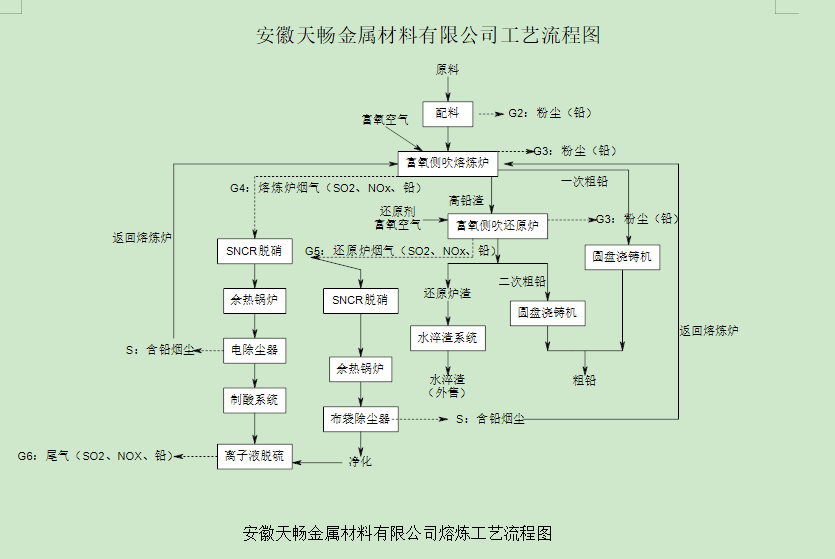 安徽天畅金属材料有限公司工艺流程图
原料
配料
G2：粉尘（铅）
富氧空气
G3：粉尘（铅）
富氧侧吹熔炼炉
一次粗铅
G4：熔炼炉烟气（SO2、NOx、铅）
高铅渣
还原剂
富氧空气
富氧侧吹还原炉
G3：粉尘（铅）
返回熔炼炉
SNCR脱硝
G5：还原炉烟气（SO2、NOx、铅）
圆盘浇铸机
二次粗铅
余热锅炉
SNCR脱硝
还原炉渣
圆盘浇铸机
返回熔炼炉
水淬渣系统
S：含铅烟尘
电除尘器
余热锅炉
水淬渣
（外售）
粗铅
制酸系统
布袋除尘器
S：含铅烟尘
G6：尾气（SO2、NOX、铅）
离子液脱硫
净化
安徽天畅金属材料有限公司熔炼工艺流程图